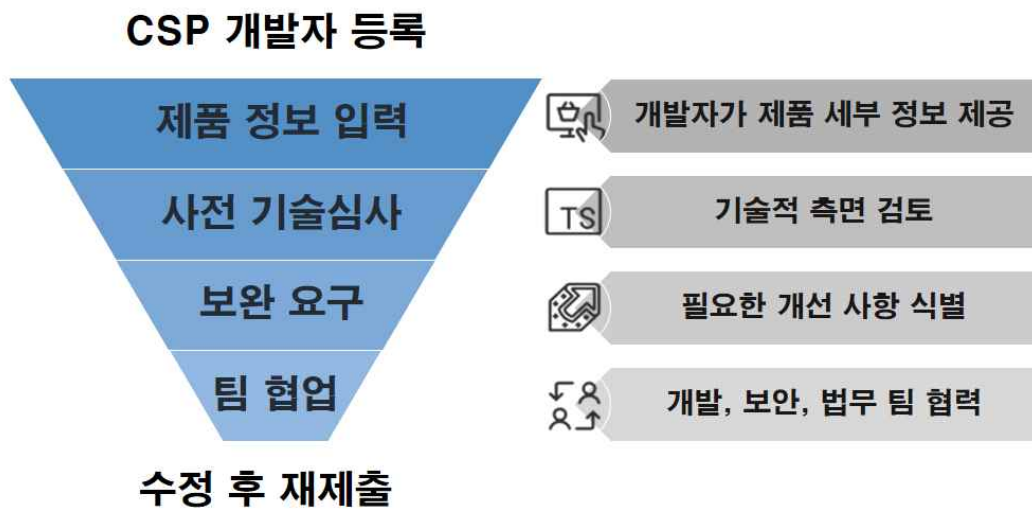 CSP 개발자 등록
제품 정보 입력
개발자가 제품 세부 정보 제공
사전 기술심사
TS
기술적 측면 검토
보완 요구
필요한 개선 사항 식별
팀 협업
개발, 보안, 법무 팀 협력
수정 후 재제출